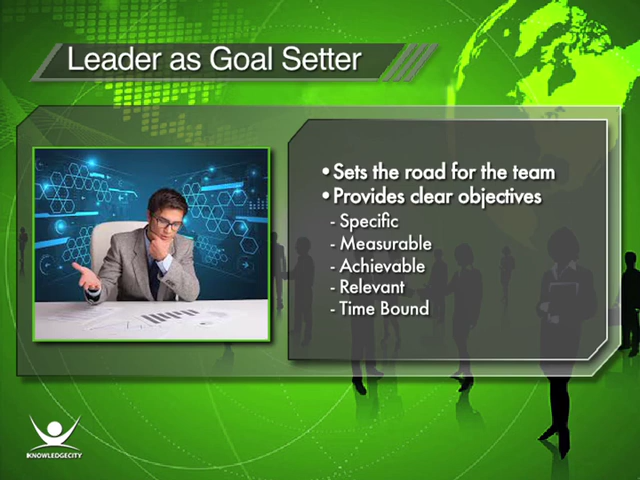 Leader as Goal Setter
•Sets the road for the team
•Provides clear objectives
- Specific
- Measurable
- Achievable
- Relevant
- Time Bound
KNOWLEDGECITY